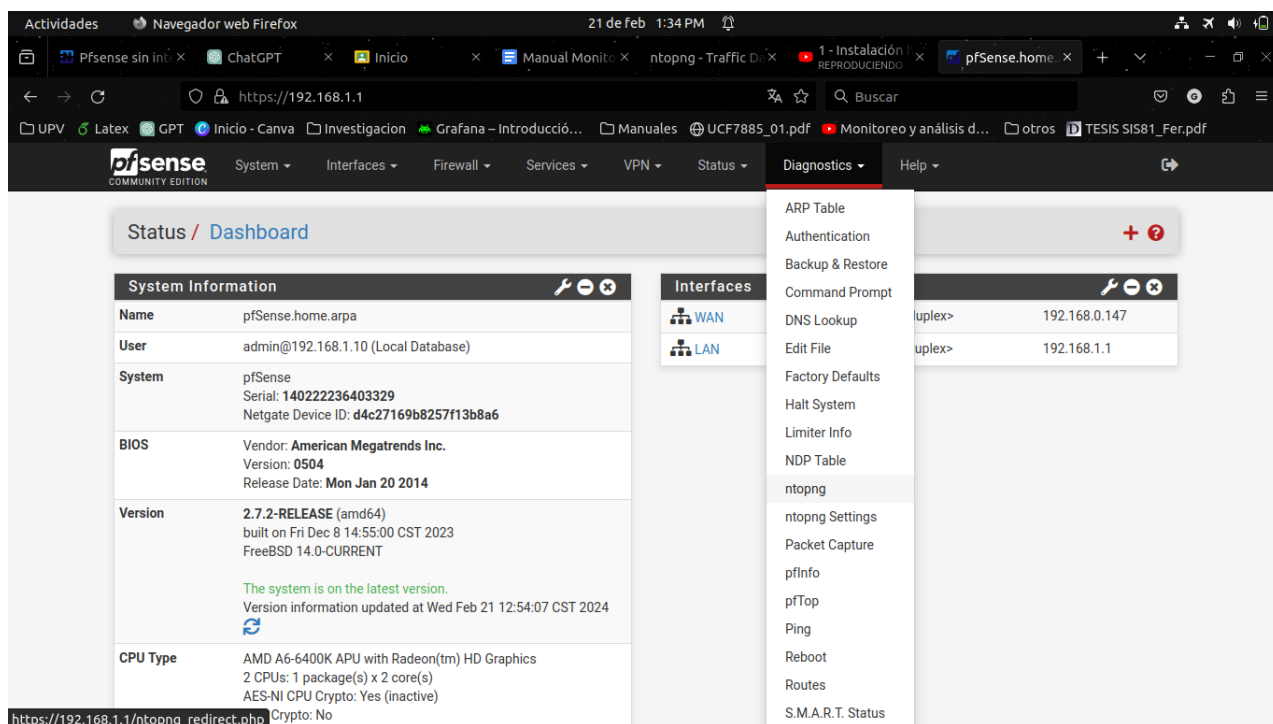 Actividades Navegador web Firefox 21 de feb 1:34 PM
Pfsense sin int ChatGPT Inicio Manual Monito ntopng - Traffic Da 1 - Instalación pfSense.home.
REPRODUCIENDO
https://192.168.1.1 Buscar
UPV Latex GPT Inicio - Canva Investigacion Grafana – Introducció... Manuales UCF7885_01.pdf Monitoreo y análisis d... otros TESIS SIS81_Fer.pdf
pfsense System Interfaces Firewall Services VPN Status Diagnostics Help
COMMUNITY EDITION
Status / Dashboard
System Information
Name pfSense.home.arpa
User admin@192.168.1.10 (Local Database)
System pfSense
Serial: 140222236403329
Netgate Device ID: d4c27169b8257f13b8a6
BIOS Vendor: American Megatrends Inc.
Version: 0504
Release Date: Mon Jan 20 2014
Version 2.7.2-RELEASE (amd64)
built on Fri Dec 8 14:55:00 CST 2023
FreeBSD 14.0-CURRENT
The system is on the latest version.
Version information updated at Wed Feb 21 12:54:07 CST 2024
CPU Type AMD A6-6400K APU with Radeon(tm) HD Graphics
2 CPUs: 1 package(s) x 2 core(s)
AES-NI CPU Crypto: Yes (inactive)
Crypto: No
https://192.168.1.1/ntopng_redirect.php
Interfaces
WAN uplex> 192.168.0.147
LAN uplex> 192.168.1.1
ARP Table
Authentication
Backup & Restore
Command Prompt
DNS Lookup
Edit File
Factory Defaults
Halt System
Limiter Info
NDP Table
ntopng
ntopng Settings
Packet Capture
pfInfo
pfTop
Ping
Reboot
Routes
S.M.A.R.T. Status